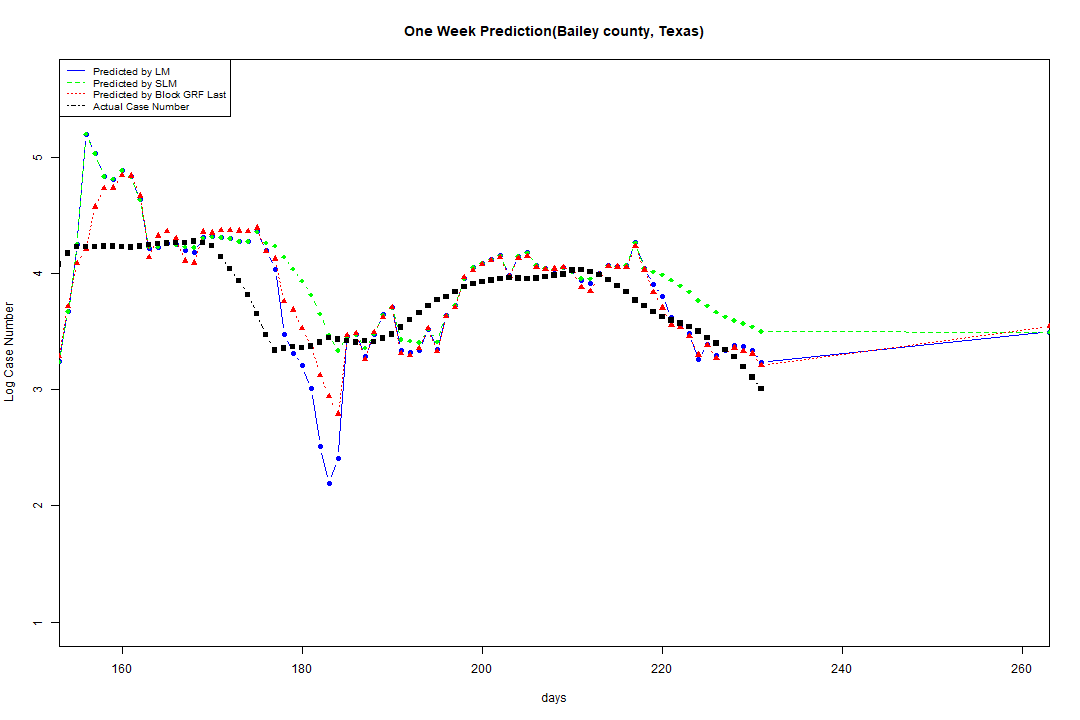 One Week Prediction(Bailey county, Texas)
Predicted by LM
Predicted by SLM
Predicted by Block GRF Last
Actual Case Number
5
4
3
2
1
Log Case Number
160 180 200 220 240 260
days